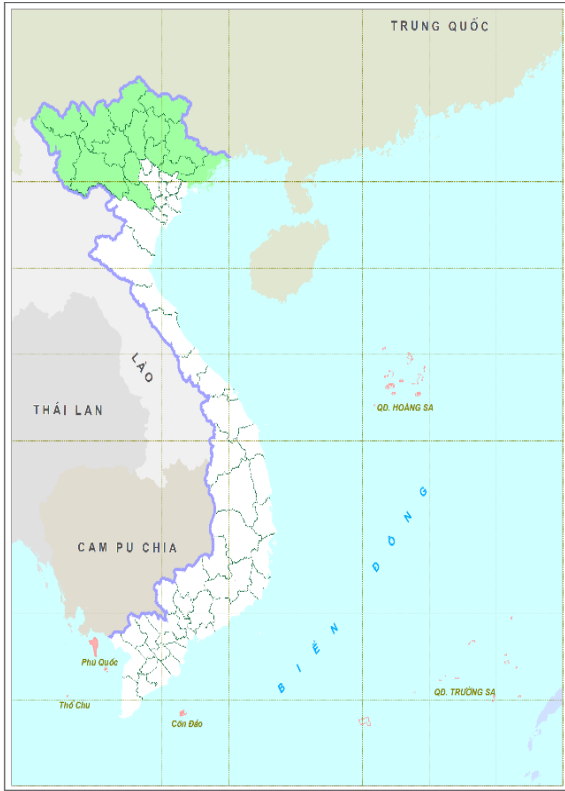 TRUNG QUỐC
LÀO
THÁI LAN
QĐ. HOÀNG SA
CAM PU CHIA
BIỂN ĐÔNG
Phú Quốc
Thổ Chu
Côn Đảo
QĐ. TRƯỜNG SA